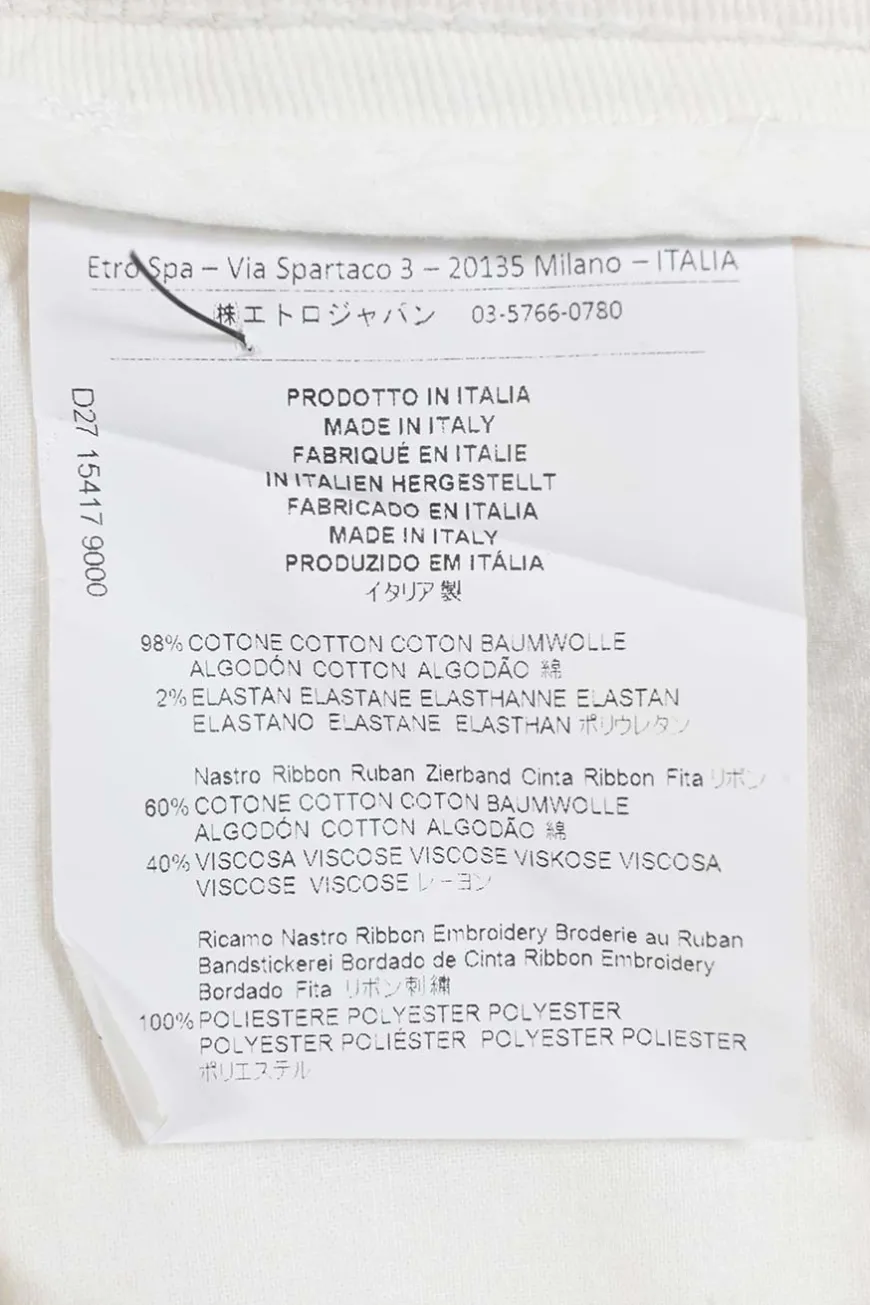 Etro Spa – Via Spartaco 3 – 20135 Milano – ITALIA
㈱エトロジャパン 03-5766-0780
D27 15417 9000
PRODOTTO IN ITALIA
MADE IN ITALY
FABRIQUÉ EN ITALIE
IN ITALIEN HERGESTELLT
FABRICADO EN ITALIA
MADE IN ITALY
PRODUZIDO EM ITÁLIA
イタリア製
98% COTONE COTTON COTON BAUMWOLLE
ALGODÓN COTTON ALGODÃO 綿
2% ELASTAN ELASTANE ELASTHANNE ELASTAN
ELASTANO ELASTANE ELASTHAN ポリウレタン
Nastro Ribbon Ruban Zierband Cinta Ribbon Fita リボン
60% COTONE COTTON COTON BAUMWOLLE
ALGODÓN COTTON ALGODÃO 綿
40% VISCOSA VISCOSE VISCOSE VISKOSE VISCOSA
VISCOSE VISCOSE レーヨン
Ricamo Nastro Ribbon Embroidery Broderie au Ruban
Bandstickerei Bordado de Cinta Ribbon Embroidery
Bordado Fita リボン刺繍
100% POLIESTERE POLYESTER POLYESTER
POLYESTER POLIÉSTER POLYESTER POLIESTER
ポリエステル